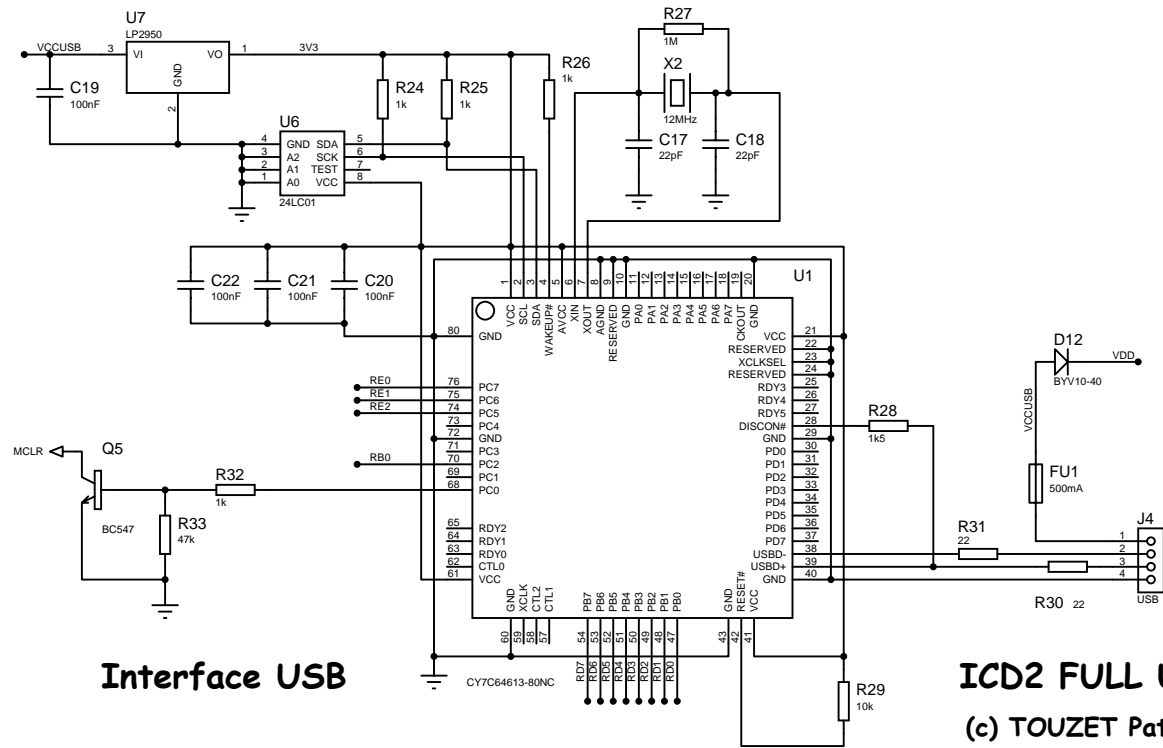 U7
LP2950
VCCUSB
3
VI
VO
1
3V3
GND
2
C19
100nF
R24
1k
R25
1k
R26
1k
R27
1M
X2
12MHz
C17
22pF
C18
22pF
U6
4 GND SDA 5
3 A2 SCK 6
2 A1 TEST 7
1 A0 VCC 8
24LC01
C22
100nF
C21
100nF
C20
100nF
U1
1 VCC
2 SCL
3 SDA
4 WAKEUP#
5 AVCC
6 XIN
7 XOUT
8 AGND
9 RESERVED
10 GND
11 PA0
12 PA1
13 PA2
14 PA3
15 PA4
16 PA5
17 PA6
18 PA7
19 CKOUT
20 GND
80 GND
RE0 76 PC7
RE1 75 PC6
RE2 74 PC5
73 PC4
72 GND
71 PC3
RB0 70 PC2
69 PC1
68 PC0
65 RDY2
64 RDY1
63 RDY0
62 CTL0
61 VCC
VCC 21
RESERVED 22
XCLKSEL 23
RESERVED 24
RDY3 25
RDY4 26
RDY5 27
DISCON# 28
GND 29
PD0 30
PD1 31
PD2 32
PD3 33
PD4 34
PD5 35
PD6 36
PD7 37
USBD- 38
USBD+ 39
GND 40
GND 60
XCLK 59
CTL2 58
CTL1 57
PB7 54 RD7
PB6 53 RD6
PB5 52 RD5
PB4 51 RD4
PB3 50 RD3
PB2 49 RD2
PB1 48 RD1
PB0 47 RD0
GND 43
RESET# 42
VCC 41
CY7C64613-80NC
MCLR
Q5
BC547
R32
1k
R33
47k
R28
1k5
D12
BYV10-40
VDD
VCCUSB
FU1
500mA
J4
1
2
3
4
USB
R31
22
R30 22
R29
10k
Interface USB
ICD2 FULL
(c) TOUZET